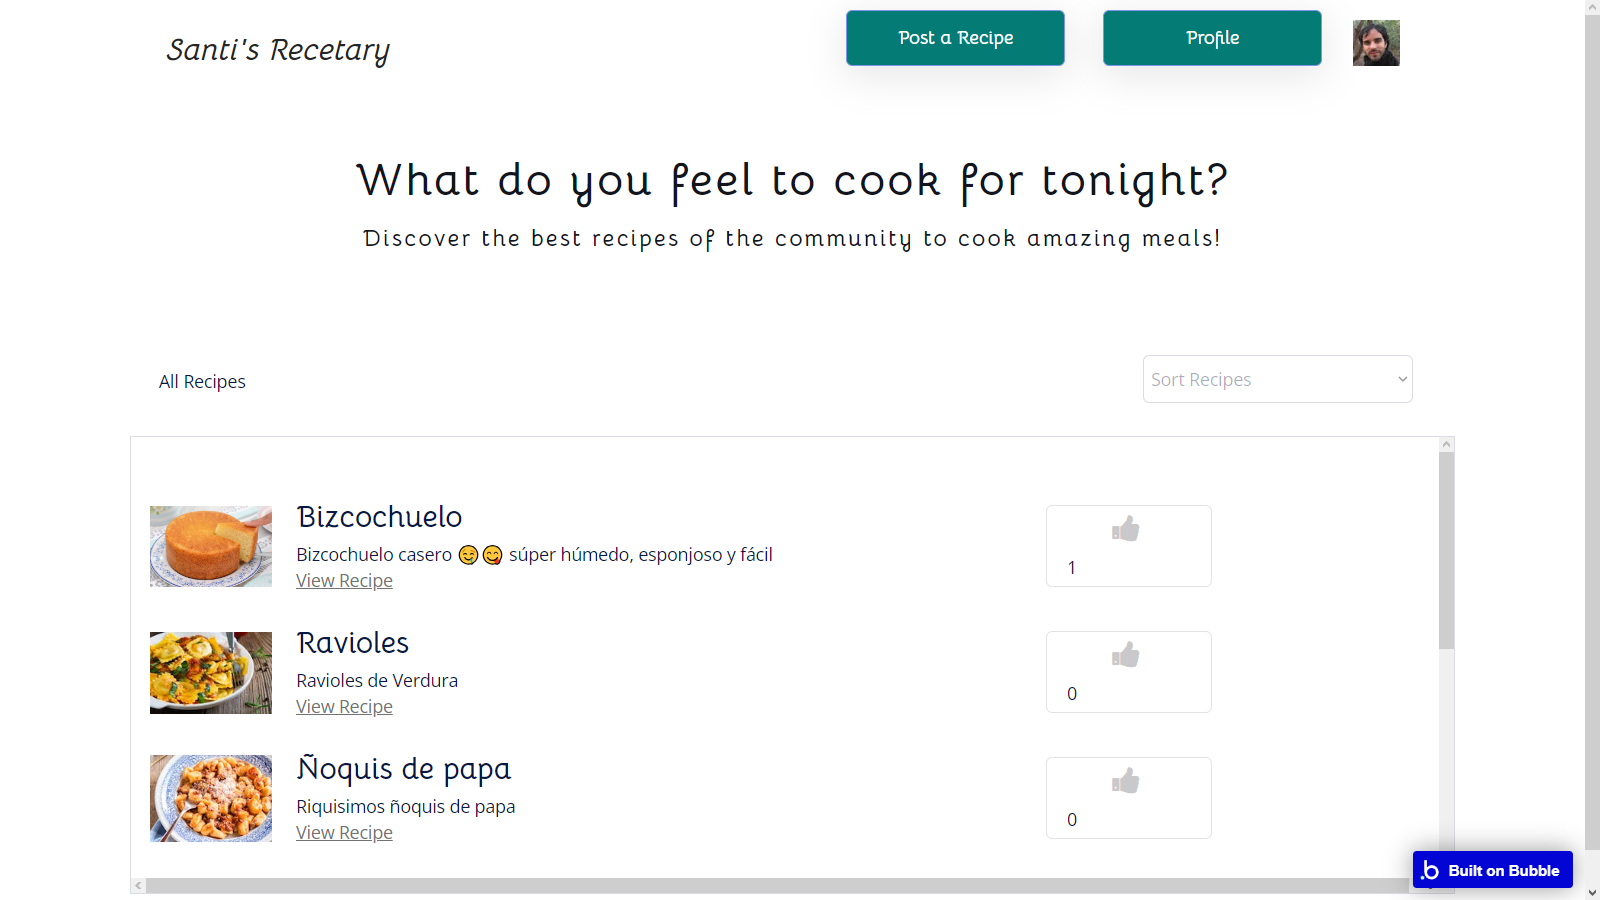 Santi's Recetary
Post a Recipe
Profile
What do you feel to cook for tonight?
Discover the best recipes of the community to cook amazing meals!
All Recipes
Sort Recipes
Bizcochuelo
Bizcochuelo casero 😏😋 súper húmedo, esponjoso y fácil
View Recipe
1
Ravioles
Ravioles de Verdura
View Recipe
0
Ñoquis de papa
Riquisimos ñoquis de papa
View Recipe
0
Built on Bubble